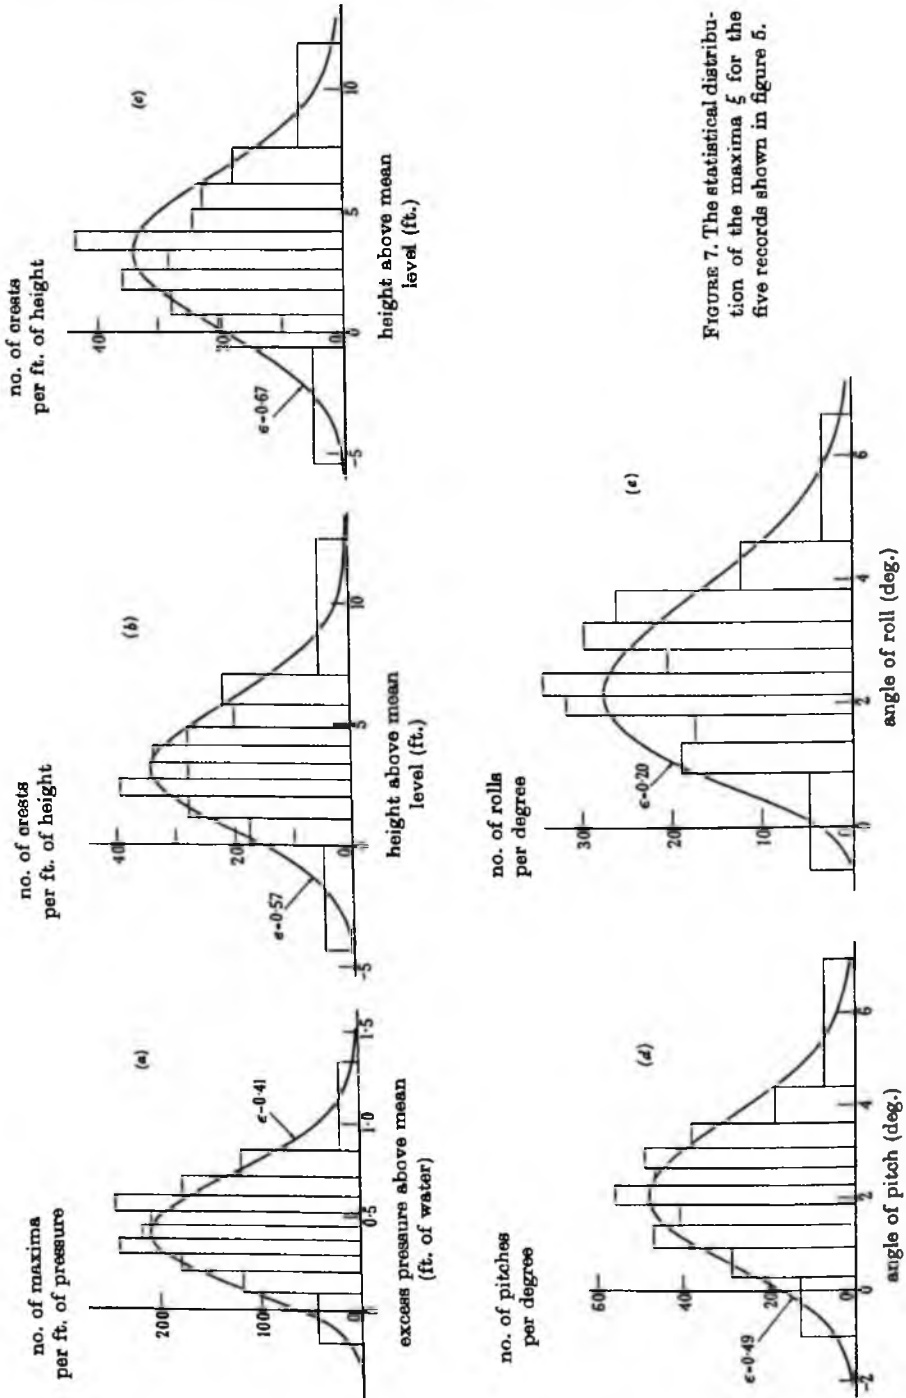 no. of maxima
per ft. of pressure
200
100
0
0·5
1·0
1·5
(a)
ϵ=0·41
excess pressure above mean
(ft. of water)
no. of crests
per ft. of height
40
20
0
-5
0
5
10
(b)
ϵ=0·57
height above mean
level (ft.)
no. of crests
per ft. of height
40
20
0
-5
0
5
10
(c)
ϵ=0·67
height above mean
level (ft.)
no. of pitches
per degree
60
40
20
0
-2
0
2
4
6
(d)
ϵ=0·49
angle of pitch (deg.)
no. of rolls
per degree
30
20
10
0
0
2
4
6
(e)
ϵ=0·20
angle of roll (deg.)
FIGURE 7. The statistical distribu-
tion of the maxima ξ for the
five records shown in figure 5.